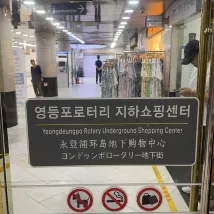 영등포로터리 지하쇼핑센터
Yeongdeungpo Rotary Underground Shopping Center
永登浦环岛地下购物中心
ヨンドゥンポロータリー地下街